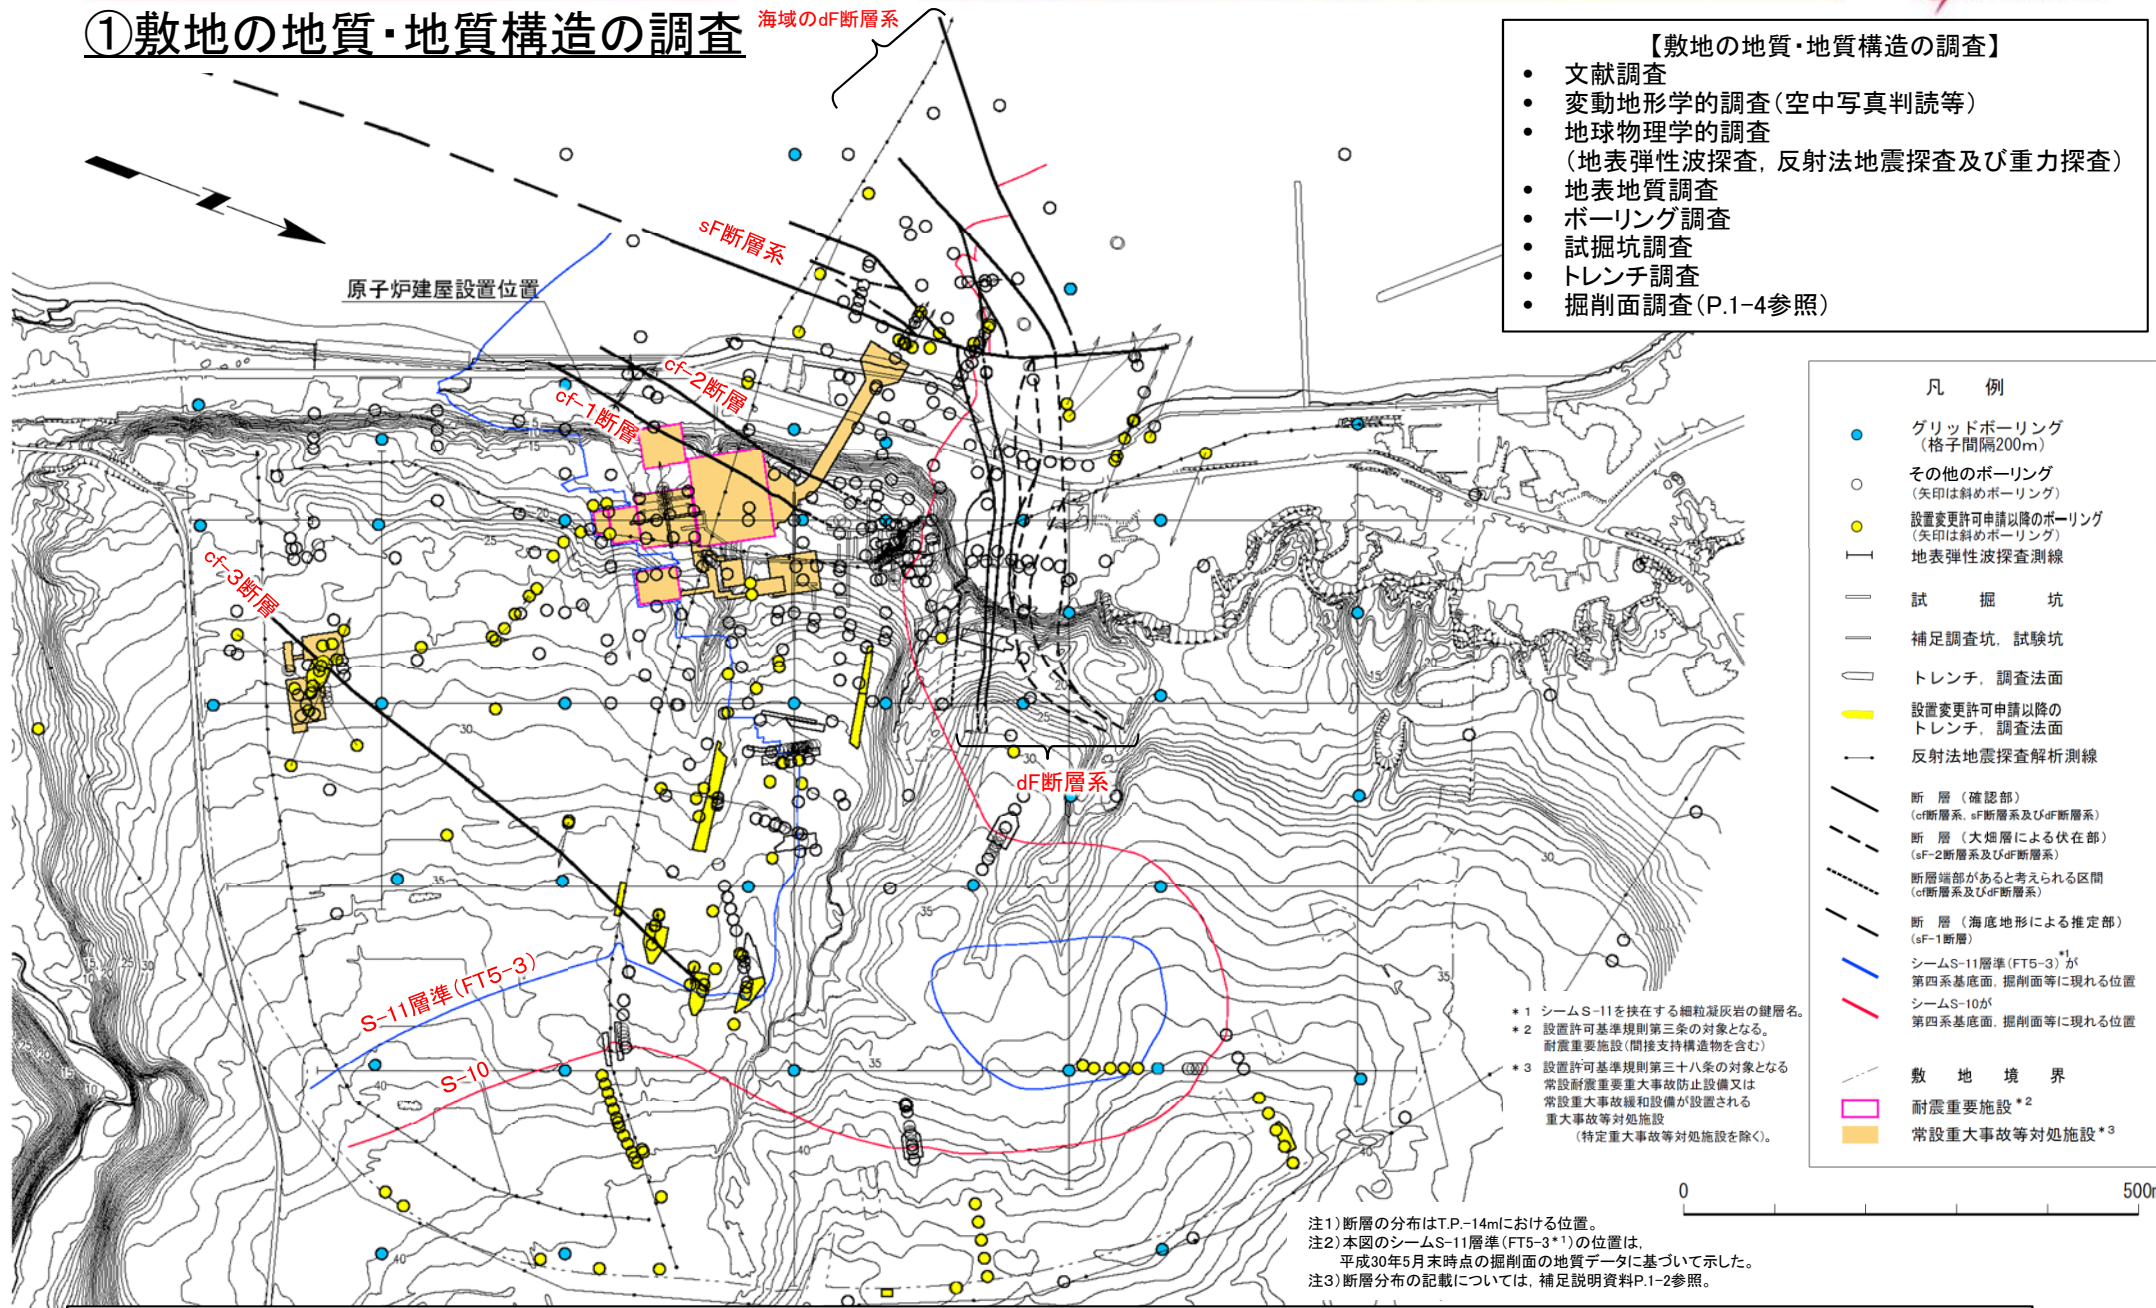 ①敷地の地質・地質構造の調査
海域のdF断層系
【敷地の地質・地質構造の調査】
• 文献調査
• 変動地形学的調査(空中写真判読等)
• 地球物理学的調査
(地表弾性波探査, 反射法地震探査及び重力探査)
• 地表地質調査
• ボーリング調査
• 試掘坑調査
• トレンチ調査
• 掘削面調査(P.1-4参照)
sF断層系
原子炉建屋設置位置
cf-2断層
cf-1断層
cf-3断層
dF断層系
S-11層準(FT5-3)
S-10
凡 例
グリッドボーリング
(格子間隔200m)
その他のボーリング
(矢印は斜めボーリング)
設置変更許可申請以降のボーリング
(矢印は斜めボーリング)
地表弾性波探査測線
試 掘 坑
補足調査坑, 試験坑
トレンチ, 調査法面
設置変更許可申請以降の
トレンチ, 調査法面
反射法地震探査解析測線
断 層 (確認部)
(cf断層系, sF断層系及びdF断層系)
断 層 (大畑層による伏在部)
(sF-2断層系及びdF断層系)
断層端部があると考えられる区間
(cf断層系及びdF断層系)
断 層 (海底地形による推定部)
(sF-1断層)
シームS-11層準(FT5-3)*1が
第四系基底面, 掘削面等に現れる位置
シームS-10が
第四系基底面, 掘削面等に現れる位置
敷 地 境 界
耐震重要施設*2
常設重大事故等対処施設*3
*1 シームS-11を挟在する細粒凝灰岩の鍵層名。
*2 設置許可基準規則第三条の対象となる。
耐震重要施設(間接支持構造物を含む)
*3 設置許可基準規則第三十八条の対象となる
常設耐震重要重大事故防止設備又は
常設重大事故緩和設備が設置される
重大事故等対処施設
(特定重大事故等対処施設を除く)。
0 500m
注1)断層の分布はT.P.-14mにおける位置。
注2)本図のシームS-11層準(FT5-3*1)の位置は,
平成30年5月末時点の掘削面の地質データに基づいて示した。
注3)断層分布の記載については, 補足説明資料P.1-2参照。